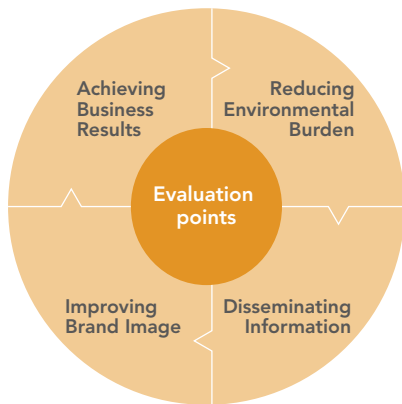 Achieving
Business
Results
Reducing
Environmental
Burden
Evaluation
points
Improving
Brand Image
Disseminating
Information